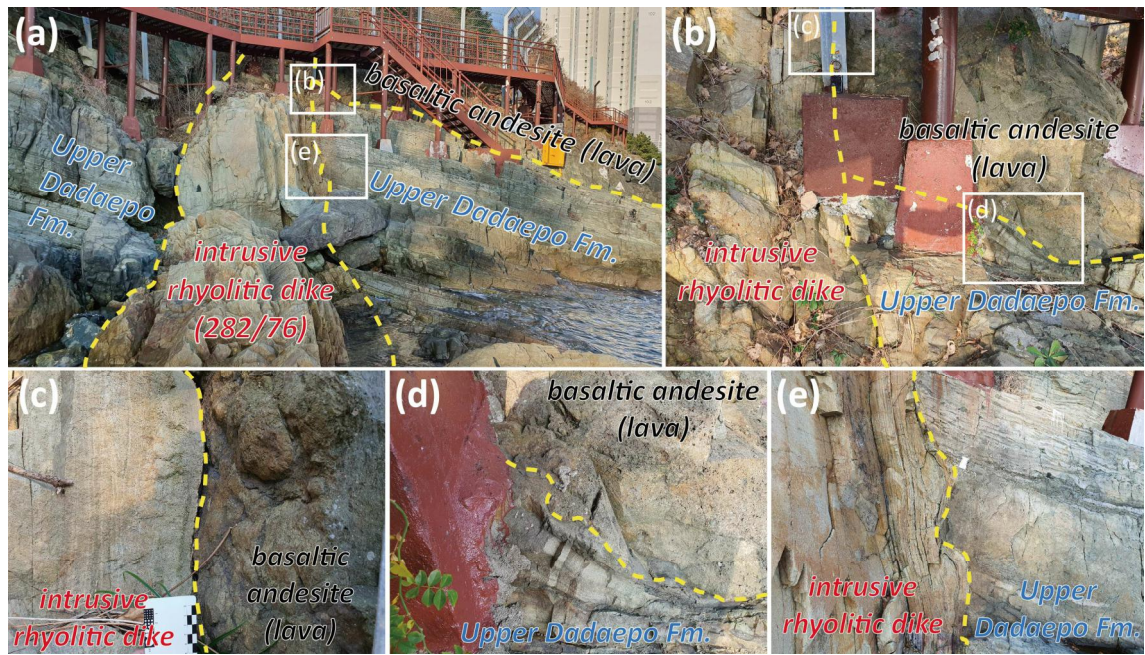 (a)
(b)
(e)
basaltic andesite (lava)
Upper
Dadaepo
Fm.
Upper Dadaepo Fm.
intrusive
rhyolitic dike
(282/76)
(b)
(c)
basaltic andesite
(lava)
(d)
intrusive
rhyolitic dike
Upper Dadaepo Fm.
(c)
basaltic
andesite
(lava)
intrusive
rhyolitic dike
(d)
basaltic andesite
(lava)
Upper Dadaepo Fm.
(e)
intrusive
rhyolitic dike
Upper
Dadaepo Fm.